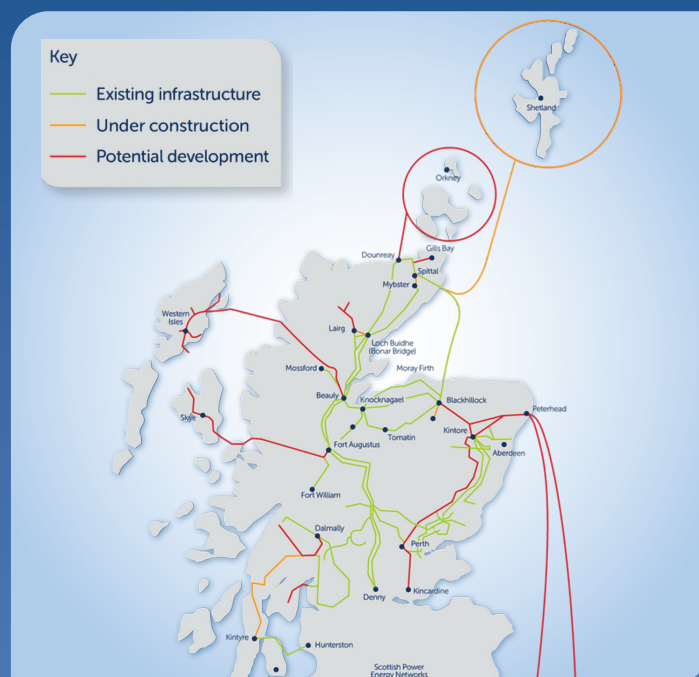 Key
Existing infrastructure
Under construction
Potential development
Shetland
Orkney
Gills Bay
Dounreay
Spittal
Mybster
Western
Isles
Lairg
Loch Buidhe
(Bonar Bridge)
Mossford
Moray Firth
Beauly
Knocknagael
Blackhillock
Peterhead
Skye
Kintore
Tomatin
Fort Augustus
Aberdeen
Fort William
Dalmally
Perth
Denny
Kincardine
Kintyre
Hunterston
Scottish Power
Energy Networks